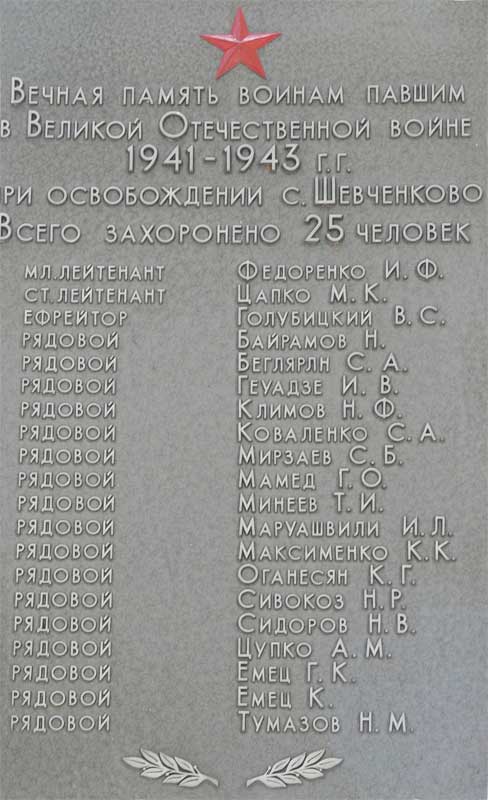 Вечная память воинам павшим
в Великой Отечественной войне
1941-1943 г.г.
при освобождении с. Шевченково
Всего захоронено 25 человек
мл. лейтенант Федоренко И. Ф.
ст. лейтенант Цапко М. К.
ефрейтор Голубицкий В. С.
рядовой Байрамов Н.
рядовой Беглярлн С. А.
рядовой Геуадзе И. В.
рядовой Климов Н. Ф.
рядовой Коваленко С. А.
рядовой Мирзаев С. Б.
рядовой Мамед Г. О.
рядовой Минеев Т. И.
рядовой Маруашвили И. Л.
рядовой Максименко К. К.
рядовой Оганесян К. Г.
рядовой Сивокоз Н. Р.
рядовой Сидоров Н. В.
рядовой Цупко А. М.
рядовой Емец Г. К.
рядовой Емец К.
рядовой Тумазов Н. М.